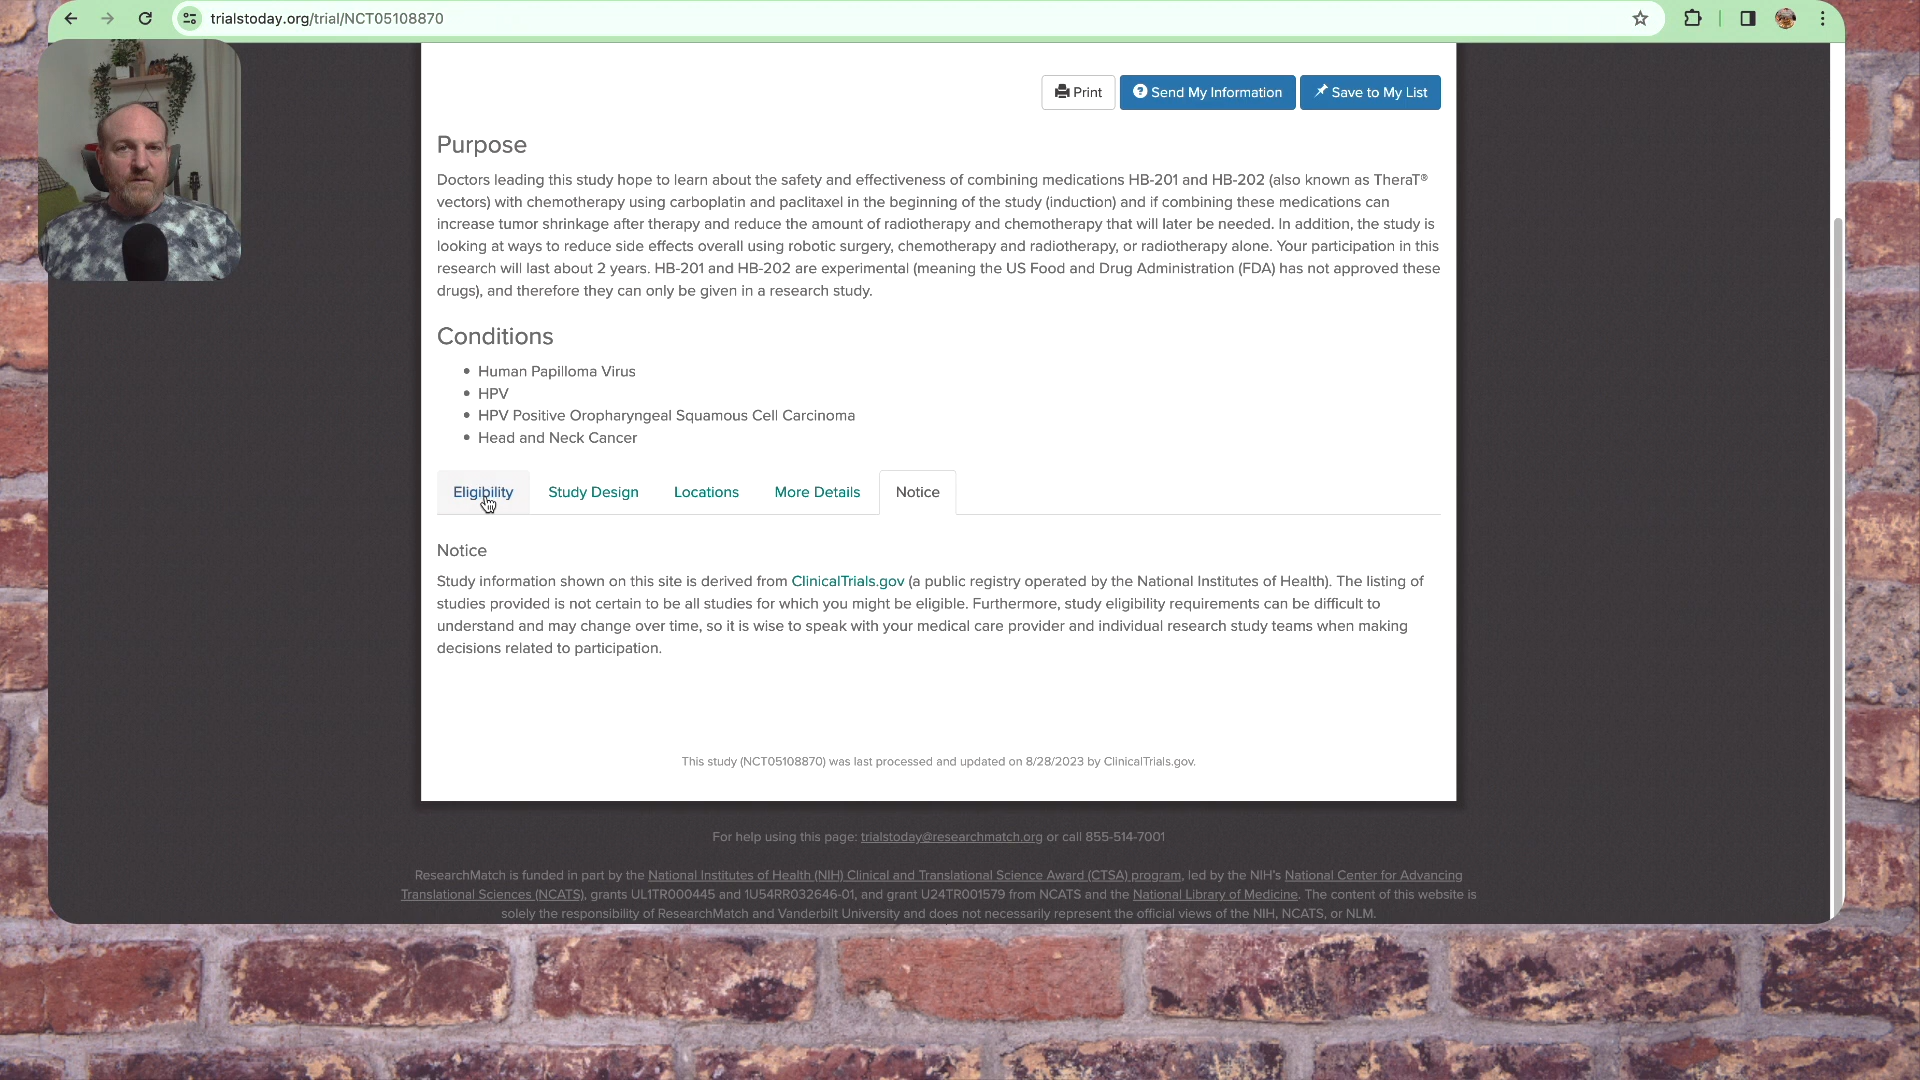 trialstoday.org/trial/NCT05108870
Print
Send My Information
Save to My List
Purpose
Doctors leading this study hope to learn about the safety and effectiveness of combining medications HB-201 and HB-202 (also known as TheraT®
vectors) with chemotherapy using carboplatin and paclitaxel in the beginning of the study (induction) and if combining these medications can
increase tumor shrinkage after therapy and reduce the amount of radiotherapy and chemotherapy that will later be needed. In addition, the study is
looking at ways to reduce side effects overall using robotic surgery, chemotherapy and radiotherapy, or radiotherapy alone. Your participation in this
research will last about 2 years. HB-201 and HB-202 are experimental (meaning the US Food and Drug Administration (FDA) has not approved these
drugs), and therefore they can only be given in a research study.
Conditions
• Human Papilloma Virus
• HPV
• HPV Positive Oropharyngeal Squamous Cell Carcinoma
• Head and Neck Cancer
Eligibility Study Design Locations More Details Notice
Notice
Study information shown on this site is derived from ClinicalTrials.gov (a public registry operated by the National Institutes of Health). The listing of
studies provided is not certain to be all studies for which you might be eligible. Furthermore, study eligibility requirements can be difficult to
understand and may change over time, so it is wise to speak with your medical care provider and individual research study teams when making
decisions related to participation.
This study (NCT05108870) was last processed and updated on 8/28/2023 by ClinicalTrials.gov.
For help using this page: trialstoday@researchmatch.org or call 855-514-7001
ResearchMatch is funded in part by the National Institutes of Health (NIH) Clinical and Translational Science Award (CTSA) program, led by the NIH's National Center for Advancing
Translational Sciences (NCATS), grants UL1TR000445 and 1U54RR032646-01, and grant U24TR001579 from NCATS and the National Library of Medicine. The content of this website is
solely the responsibility of ResearchMatch and Vanderbilt University and does not necessarily represent the official views of the NIH, NCATS, or NLM.